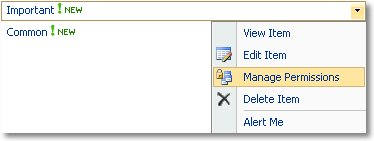 Important ! NEW
Common ! NEW
View Item
Edit Item
Manage Permissions
Delete Item
Alert Me